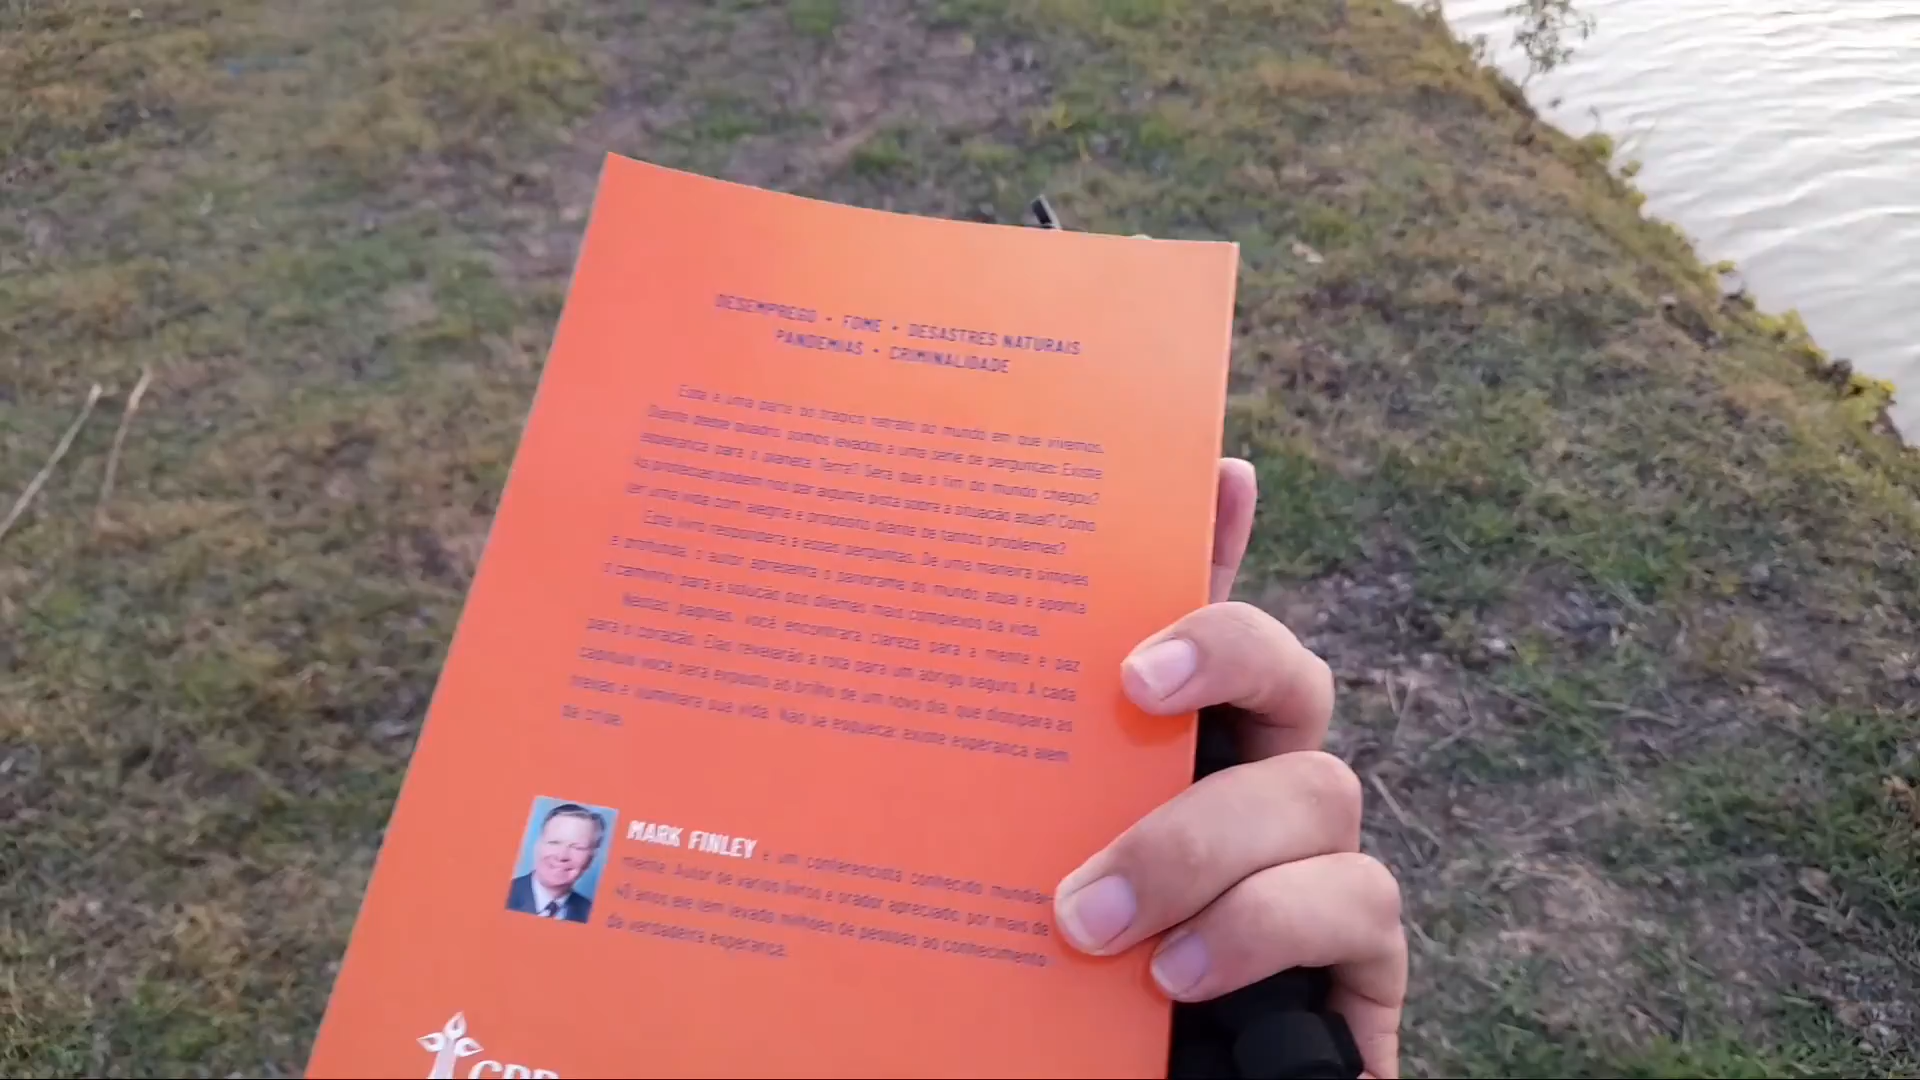 DESEMPREGO • FOME • DESASTRES NATURAIS
PANDEMIAS • CRIMINALIDADE
Esta é uma parte do trágico retrato do mundo em que vivemos.
Diante desse quadro, somos levados a uma série de perguntas: Existe
esperança para o planeta Terra? Será que o fim do mundo chegou?
As profecias podem nos dar alguma pista sobre a situação atual? Como
ter uma vida com alegria e propósito diante de tantos problemas?
Este livro responderá a essas perguntas. De uma maneira simples
e profunda, o autor apresenta o panorama do mundo atual e aponta
o caminho para a solução dos dilemas mais complexos da vida.
Nestas páginas, você encontrará clareza para a mente e paz
para o coração. Elas revelarão a rota para um abrigo seguro. A cada
capítulo você será exposto ao brilho de um novo dia, que dissipará as
trevas e iluminará sua vida. Não se esqueça: existe esperança além
da crise.
MARK FINLEY é um conferencista conhecido mundial-
mente. Autor de vários livros e orador apreciado, por mais de
40 anos ele tem levado milhões de pessoas ao conhecimento
da verdadeira esperança.